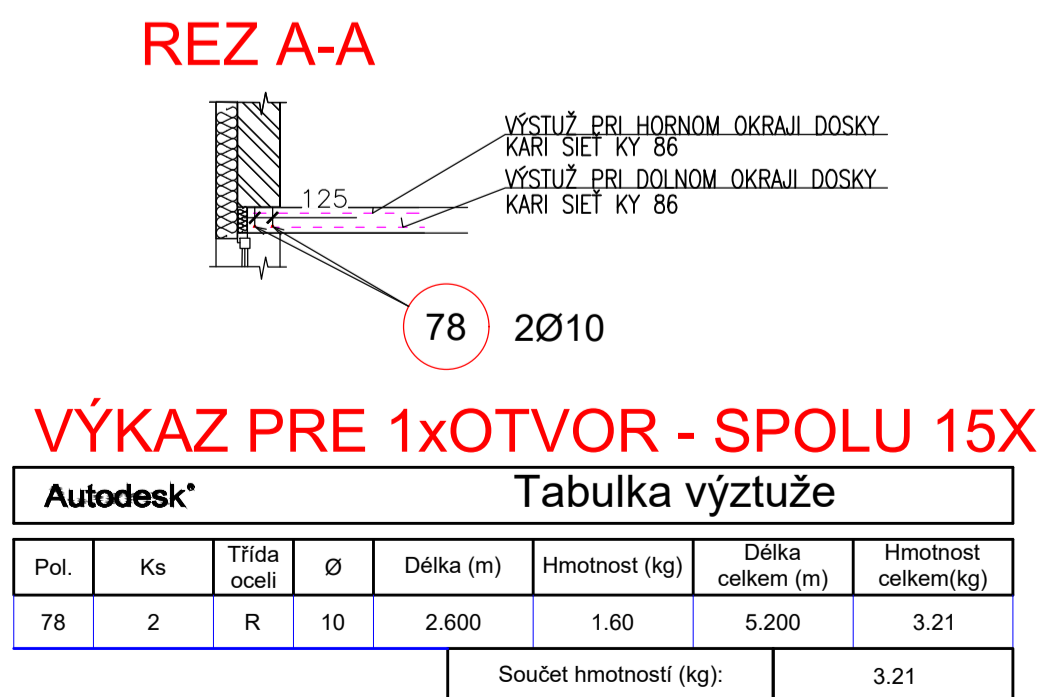 REZ A-A
VÝSTUŽ PRI HORNOM OKRAJI DOSKY
KARI SIEŤ KY 86
VÝSTUŽ PRI DOLNOM OKRAJI DOSKY
KARI SIEŤ KY 86
125
78 2Ø10
VÝKAZ PRE 1xOTVOR - SPOLU 15X
Autodesk® Tabulka výztuže
Pol. Ks Třída oceli Ø Délka (m) Hmotnost (kg) Délka celkem (m) Hmotnost celkem(kg)
78 2 R 10 2.600 1.60 5.200 3.21
Součet hmotností (kg): 3.21